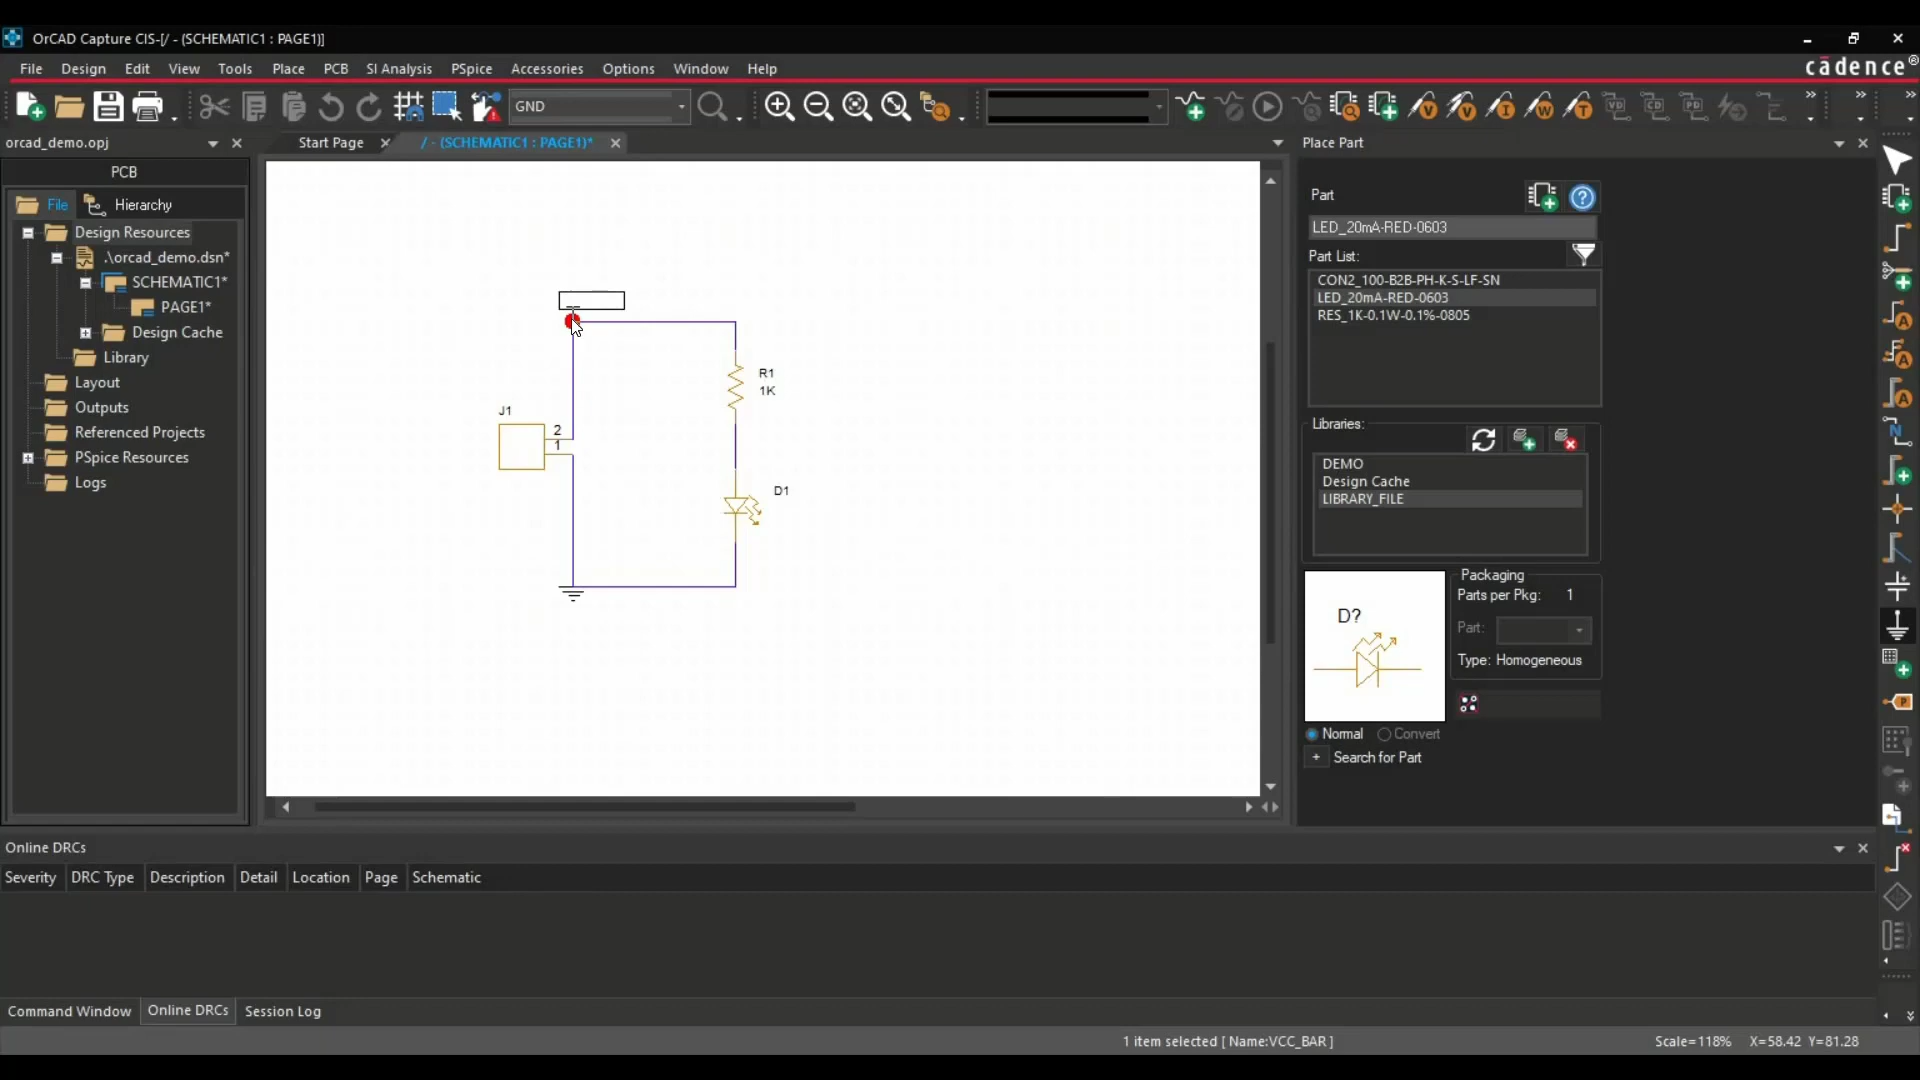 OrCAD Capture CIS-[/ - (SCHEMATIC1 : PAGE1)]
File Design Edit View Tools Place PCB SI Analysis PSpice Accessories Options Window Help
cādence®
GND
orcad_demo.opj
Start Page
/ - (SCHEMATIC1 : PAGE1)*
Place Part
PCB
File
Hierarchy
Design Resources
.\orcad_demo.dsn*
SCHEMATIC1*
PAGE1*
Design Cache
Library
Layout
Outputs
Referenced Projects
PSpice Resources
Logs
R1
1K
J1
2
1
D1
Part
LED_20mA-RED-0603
Part List:
CON2_100-B2B-PH-K-S-LF-SN
LED_20mA-RED-0603
RES_1K-0.1W-0.1%-0805
Libraries:
DEMO
Design Cache
LIBRARY_FILE
D?
Packaging
Parts per Pkg: 1
Part:
Type: Homogeneous
Normal
Convert
+ Search for Part
Online DRCs
Severity DRC Type Description Detail Location Page Schematic
Command Window Online DRCs Session Log
1 item selected [ Name:VCC_BAR ]
Scale=118% X=58.42 Y=81.28